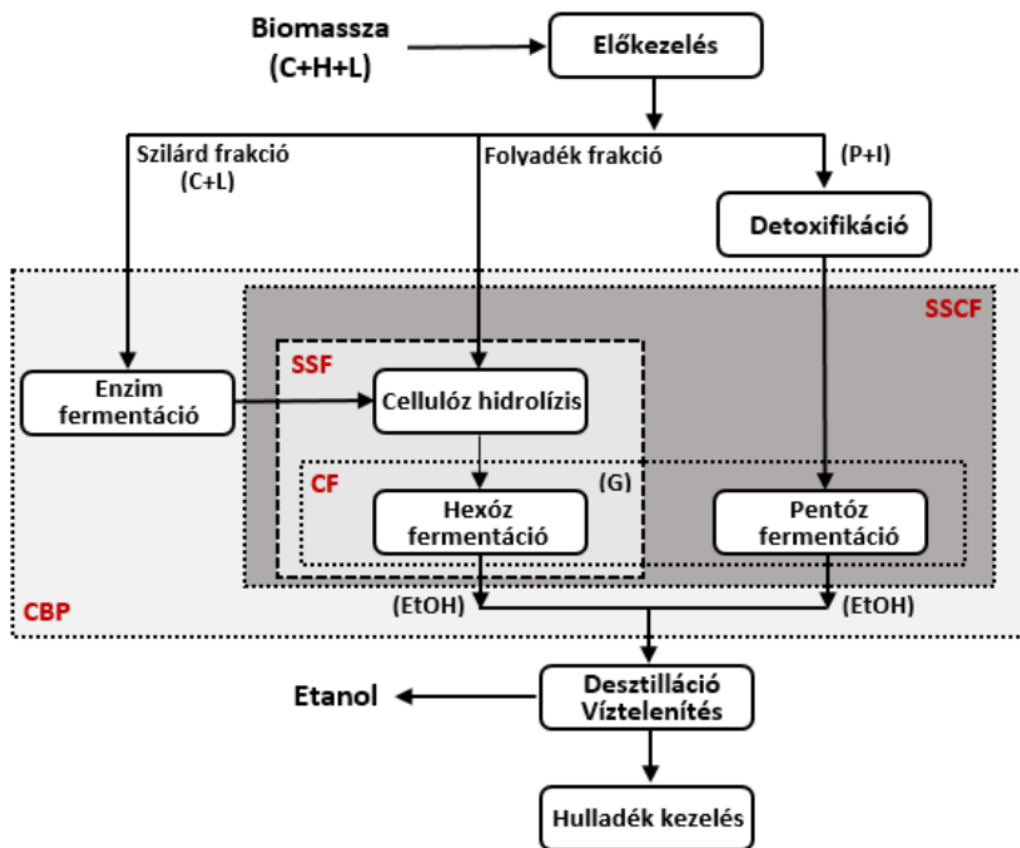 Biomassza
(C+H+L)
Előkezelés
Szilárd frakció
(C+L)
Folyadék frakció
(P+I)
Detoxifikáció
SSCF
SSF
Enzim
fermentáció
Cellulóz hidrolízis
CF
(G)
Hexóz
fermentáció
Pentóz
fermentáció
CBP
(EtOH)
(EtOH)
Etanol
Desztilláció
Víztelenítés
Hulladék kezelés